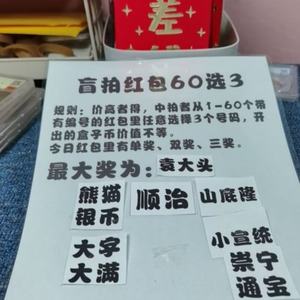 差
盲拍红包60选3
规则：价高者得，中拍者从1-60个带
有编号的红包里任意选择3个号码，开
出的盒子币价值不等。
今日红包里有单奖、双奖、三奖。
最大奖为：袁大头
熊猫
银币
顺治
山底隆
大字
大满
小宣统
崇宁
通宝